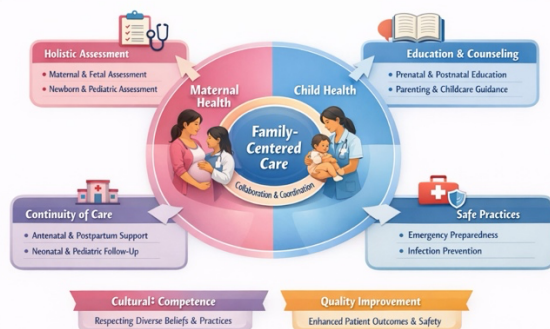 Holistic Assessment
• Maternal & Fetal Assessment
• Newborn & Pediatric Assessment
Education & Counseling
• Prenatal & Postnatal Education
• Parenting & Childcare Guidance
Maternal
Health
Child Health
Family-
Centered
Care
Collaboration & Coordination
Continuity of Care
• Antenatal & Postpartum Support
• Neonatal & Pediatric Follow-Up
Safe Practices
• Emergency Preparedness
• Infection Prevention
Cultural: Competence
Respecting Diverse Beliefs & Practices
Quality Improvement
Enhanced Patient Outcomes & Safety